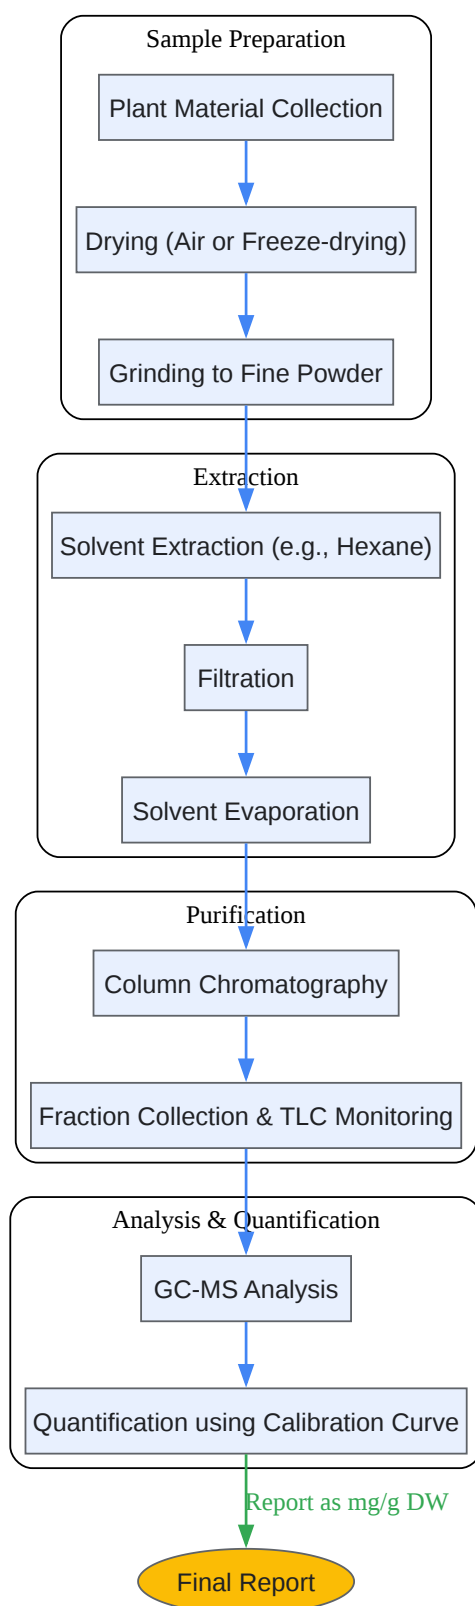 Sample Preparation
Plant Material Collection
Drying (Air or Freeze-drying)
Grinding to Fine Powder
Extraction
Solvent Extraction (e.g., Hexane)
Filtration
Solvent Evaporation
Purification
Column Chromatography
Fraction Collection & TLC Monitoring
Analysis & Quantification
GC-MS Analysis
Quantification using Calibration Curve
Report as mg/g DW
Final Report